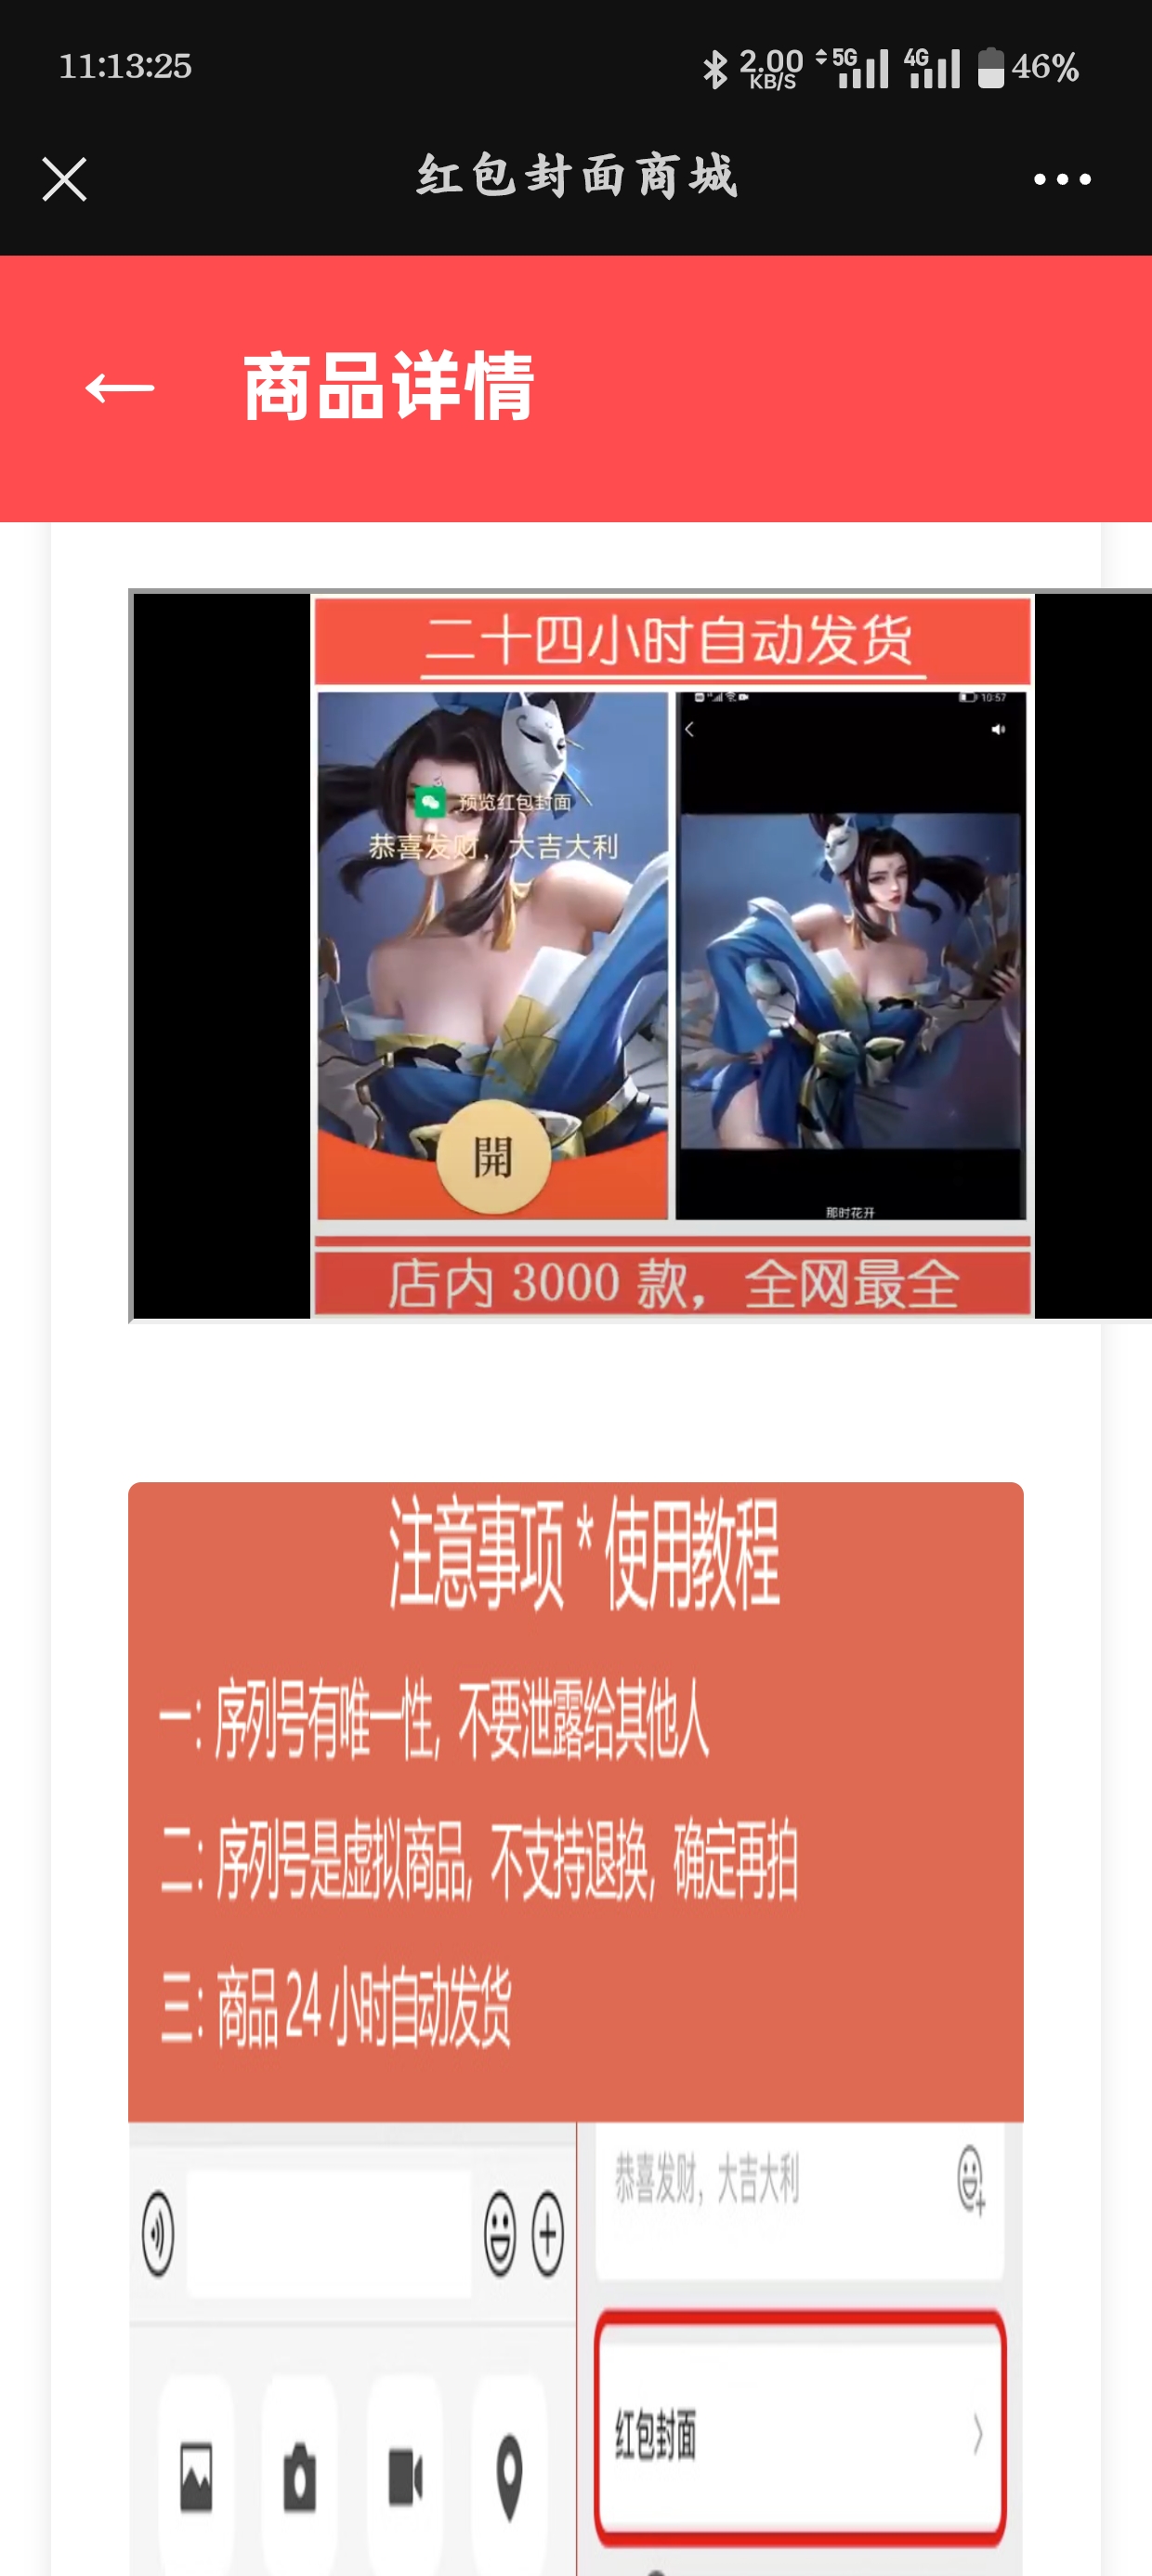 11:13:25
2.00
KB/S
5G
4G
46%
红包封面商城
← 商品详情
二十四小时自动发货
10:57
预览红包封面
恭喜发财，大吉大利
開
那时花开
店内 3000 款，全网最全
注意事项 * 使用教程
一：序列号有唯一性，不要泄露给其他人
二：序列号是虚拟商品，不支持退换，确定再拍
三：商品 24 小时自动发货
恭喜发财，大吉大利
红包封面